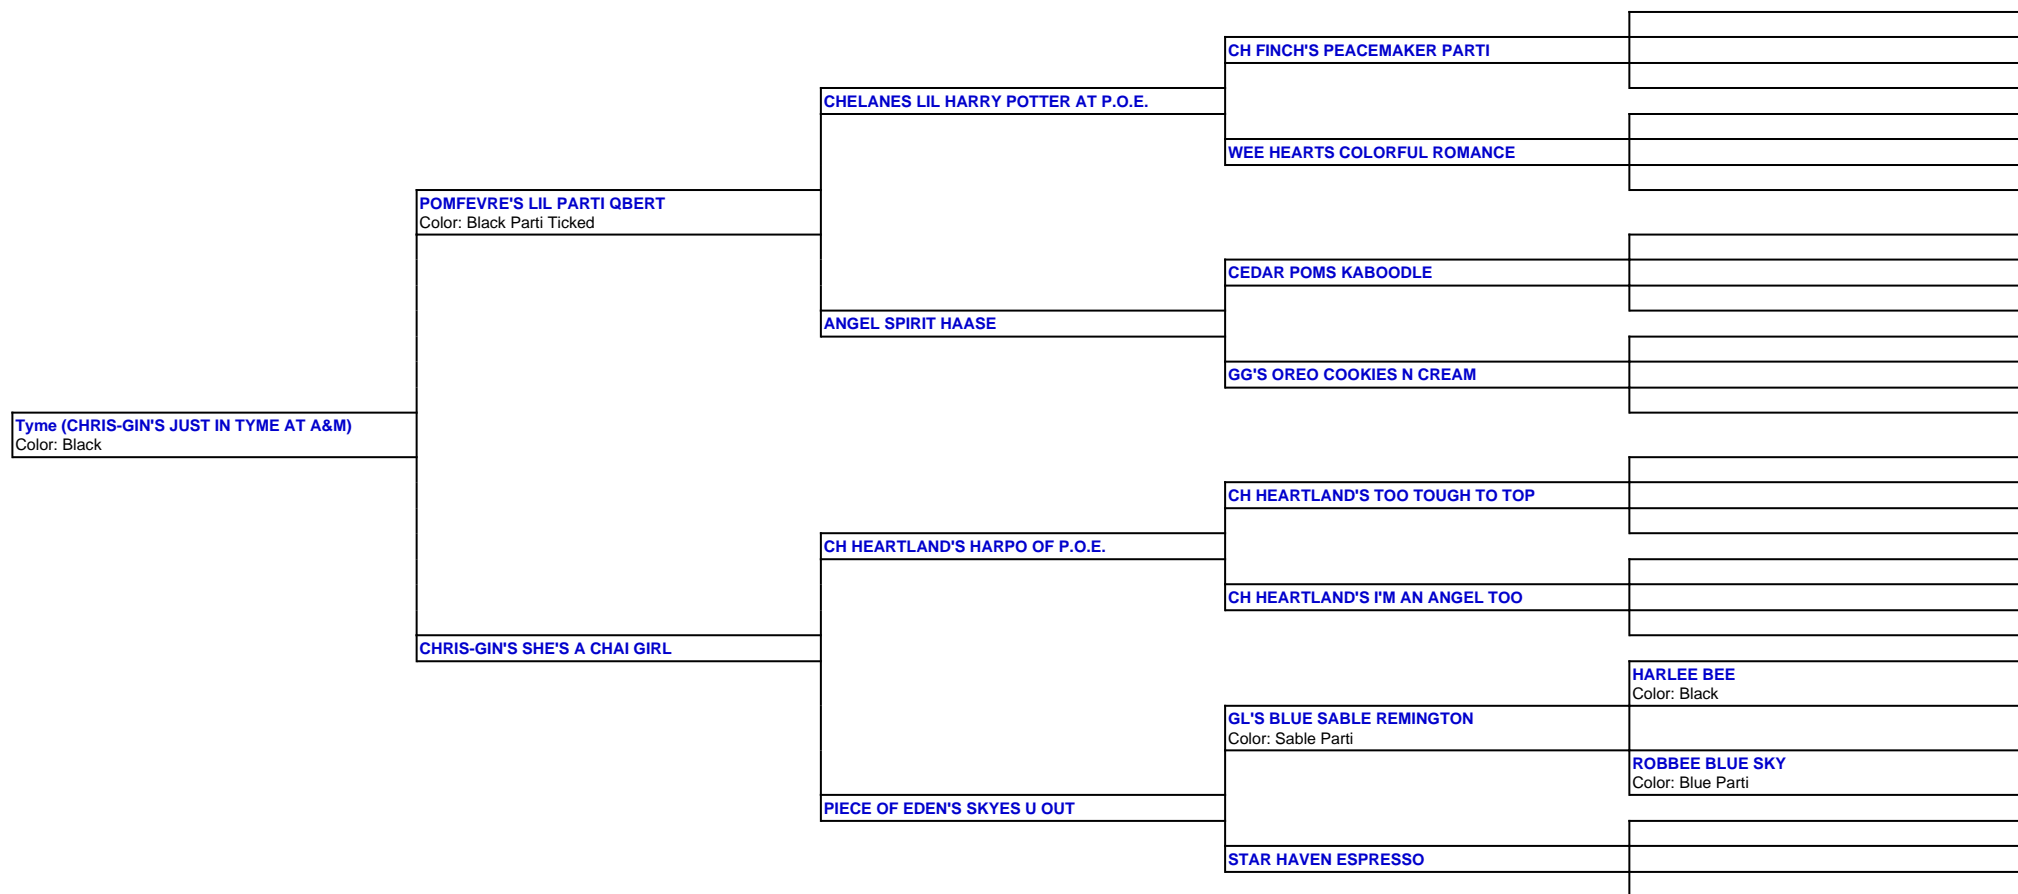 CH FINCH'S PEACEMAKER PARTI
CHELANES LIL HARRY POTTER AT P.O.E.
WEE HEARTS COLORFUL ROMANCE
POMFEVRE'S LIL PARTI QBERT
Color: Black Parti Ticked
CEDAR POMS KABOODLE
ANGEL SPIRIT HAASE
GG'S OREO COOKIES N CREAM
Tyme (CHRIS-GIN'S JUST IN TYME AT A&M)
Color: Black
CH HEARTLAND'S TOO TOUGH TO TOP
CH HEARTLAND'S HARPO OF P.O.E.
CH HEARTLAND'S I'M AN ANGEL TOO
CHRIS-GIN'S SHE'S A CHAI GIRL
HARLEE BEE
Color: Black
GL'S BLUE SABLE REMINGTON
Color: Sable Parti
ROBBEE BLUE SKY
Color: Blue Parti
PIECE OF EDEN'S SKYES U OUT
STAR HAVEN ESPRESSO